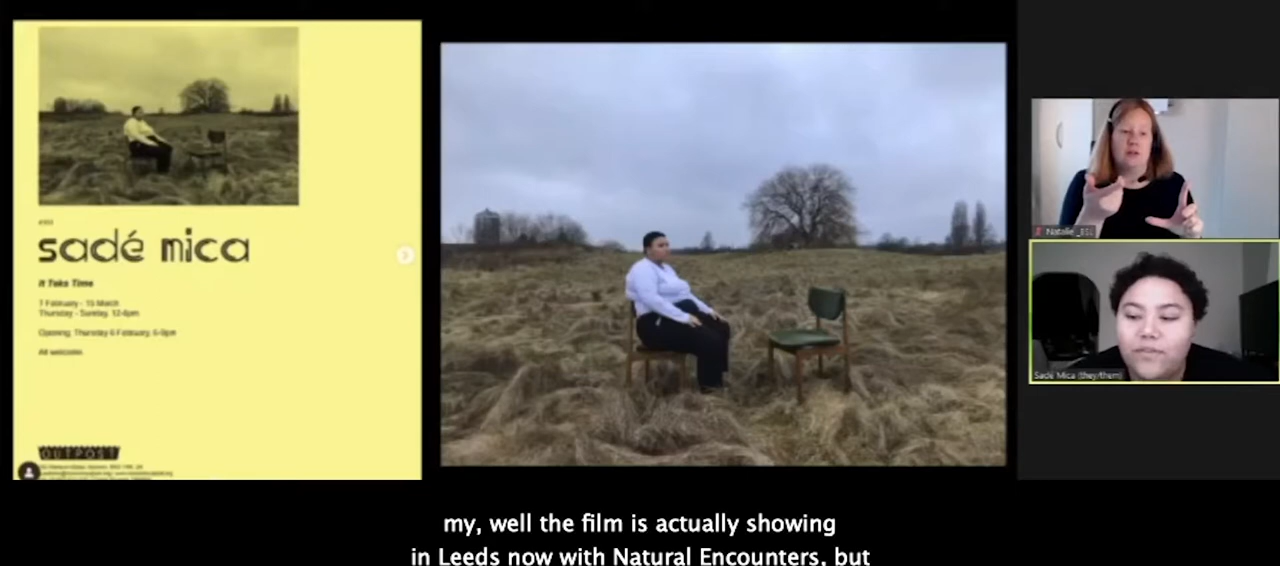 sadé mica
It Taks Time
7 February - 15 March
Thursday - Sunday, 12-6pm
Opening: Thursday 6 February, 6-9pm
All welcome
OUTPOST
Natalie _BSL
Sadé Mica (they/them)
my, well the film is actually showing
in Leeds now with Natural Encounters, but